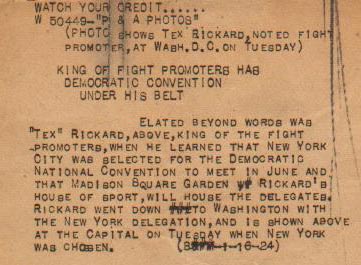 WATCH YOUR CREDIT......
W 50449-"P & A PHOTOS"
(PHOTO SHOWS TEX RICKARD, NOTED FIGHT
PROMOTER, AT WASH.D.C.ON TUESDAY)
KING OF FIGHT PROMOTERS HAS
DEMOCRATIC CONVENTION
UNDER HIS BELT
ELATED BEYOND WORDS WAS
"TEX" RICKARD, ABOVE, KING OF THE FIGHT
PROMOTERS, WHEN HE LEARNED THAT NEW YORK
CITY WAS SELECTED FOR THE DEMOCRATIC
NATIONAL CONVENTION TO MEET IN JUNE AND
THAT MADISON SQUARE GARDEN RICKARD'S
HOUSE OF SPORT, WILL HOUSE THE DELEGATES.
RICKARD WENT DOWN TO WASHINGTON WITH
THE NEW YORK DELEGATION, AND IS SHOWN ABOVE
AT THE CAPITAL ON TUESDAY WHEN NEW YORK
WAS CHOSEN. -1-16-24)